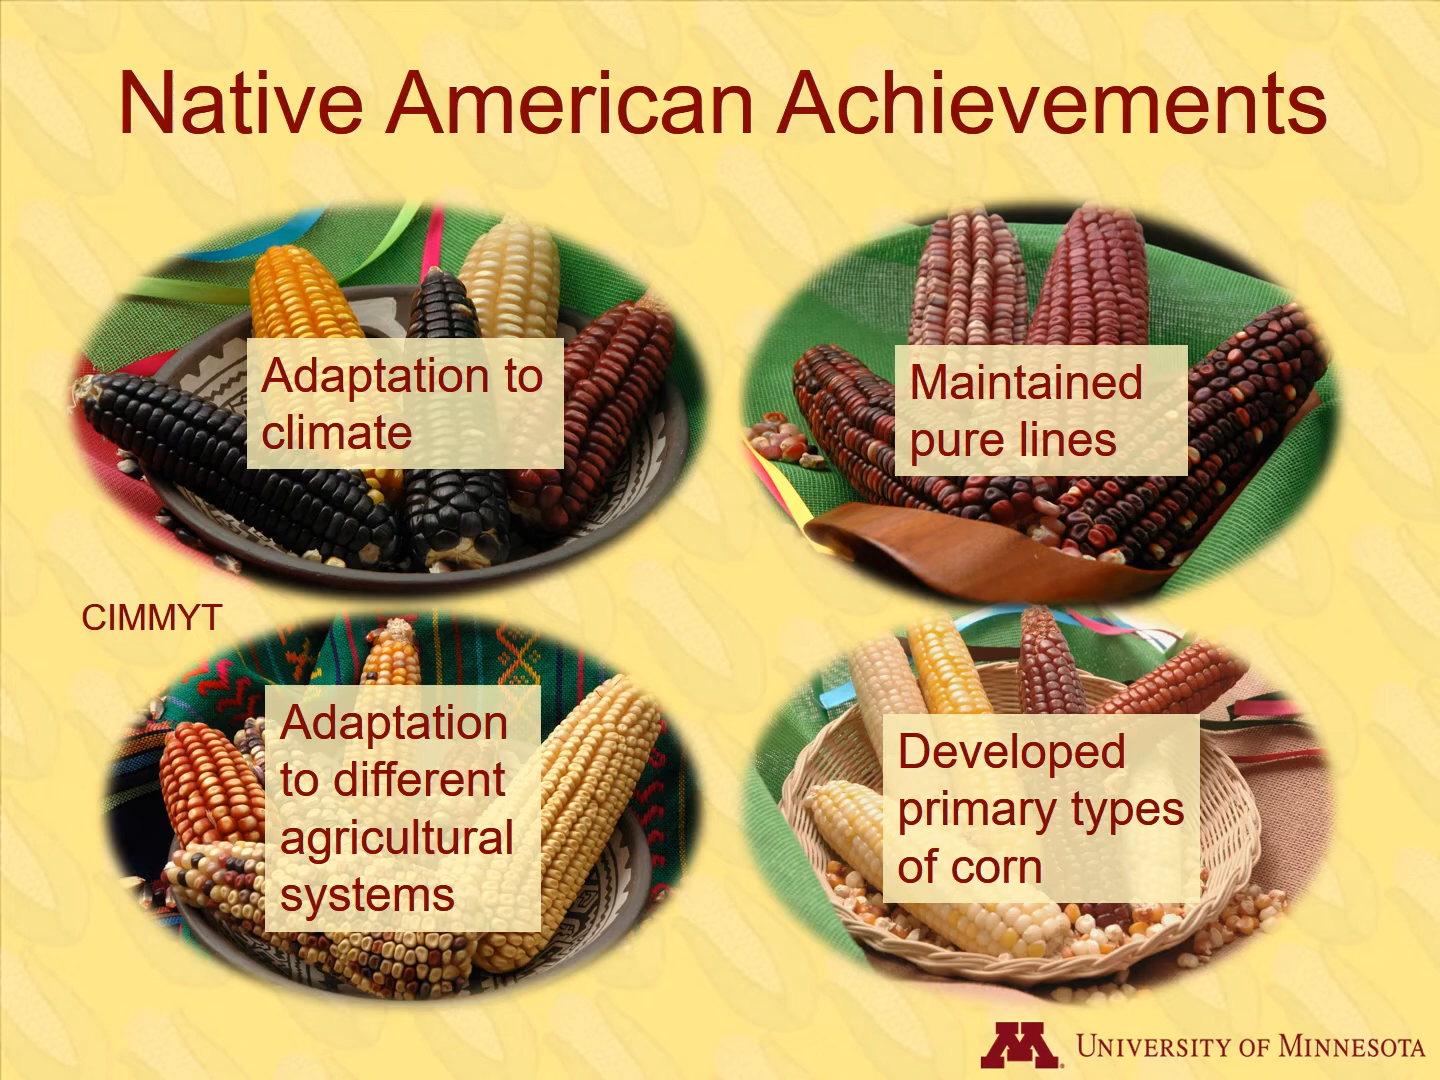 Native American Achievements
Adaptation to
climate
Maintained
pure lines
CIMMYT
Adaptation
to different
agricultural
systems
Developed
primary types
of corn
M
UNIVERSITY OF MINNESOTA